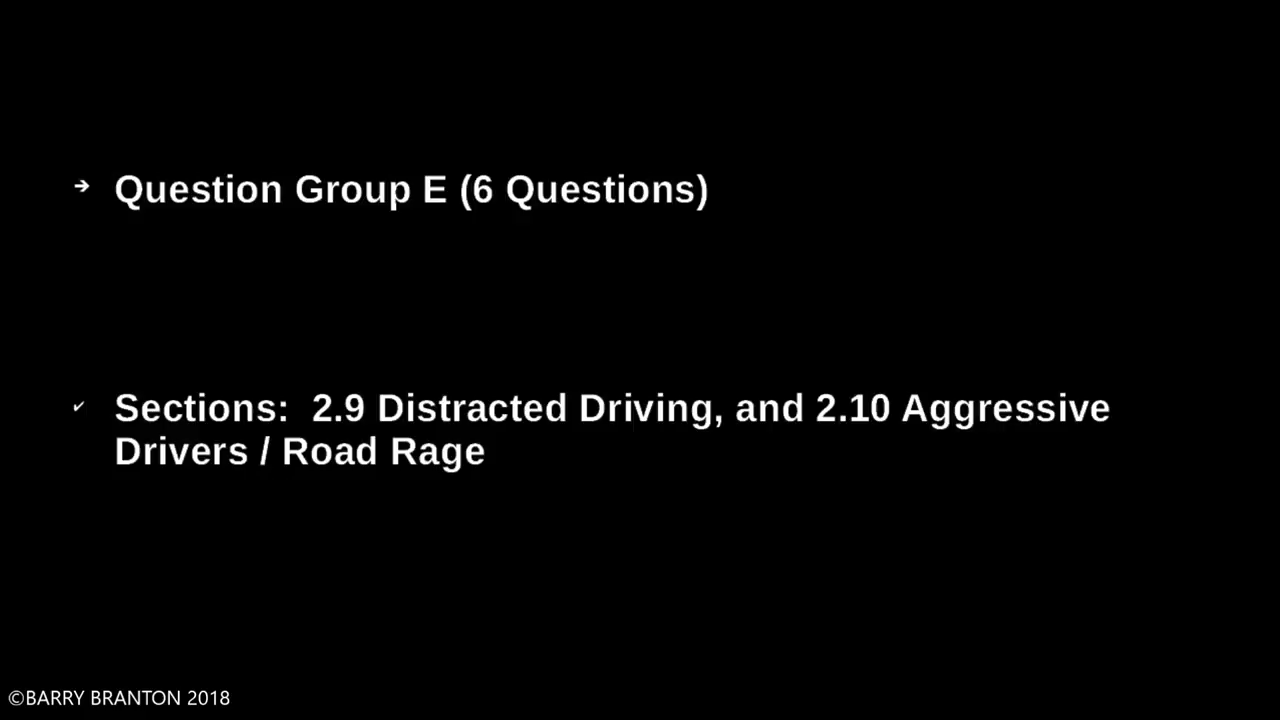 ➔ Question Group E (6 Questions)
✓ Sections:  2.9 Distracted Driving, and 2.10 Aggressive
Drivers / Road Rage
©BARRY BRANTON 2018